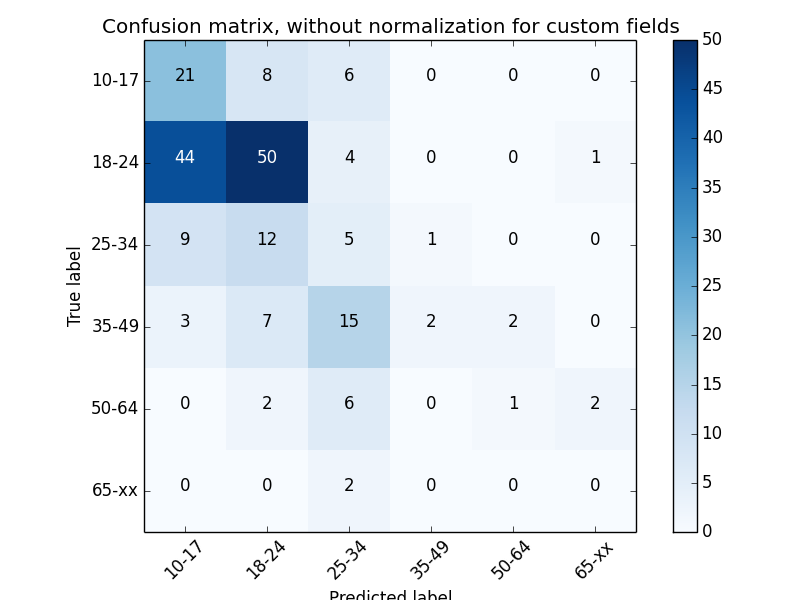 Confusion matrix, without normalization for custom fields
50
10-17 21 8 6 0 0 0
45
40
18-24 44 50 4 0 0 1
35
30
25-34 9 12 5 1 0 0
25
True label
20
35-49 3 7 15 2 2 0
15
50-64 0 2 6 0 1 2
10
5
65-xx 0 0 2 0 0 0
0
10-17 18-24 25-34 35-49 50-64 65-xx
Predicted label